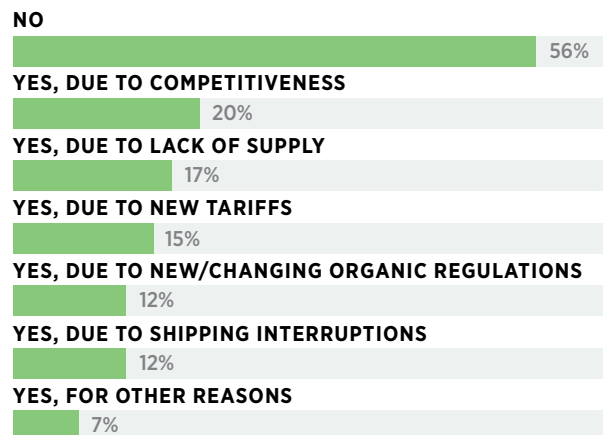 NO
56%
YES, DUE TO COMPETITIVENESS
20%
YES, DUE TO LACK OF SUPPLY
17%
YES, DUE TO NEW TARIFFS
15%
YES, DUE TO NEW/CHANGING ORGANIC REGULATIONS
12%
YES, DUE TO SHIPPING INTERRUPTIONS
12%
YES, FOR OTHER REASONS
7%